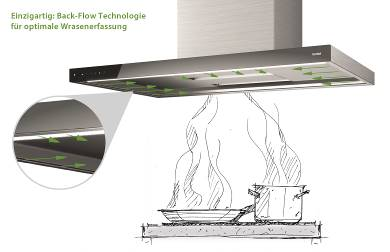 Einzigartig: Back-Flow Technologie
für optimale Wrasenerfassung